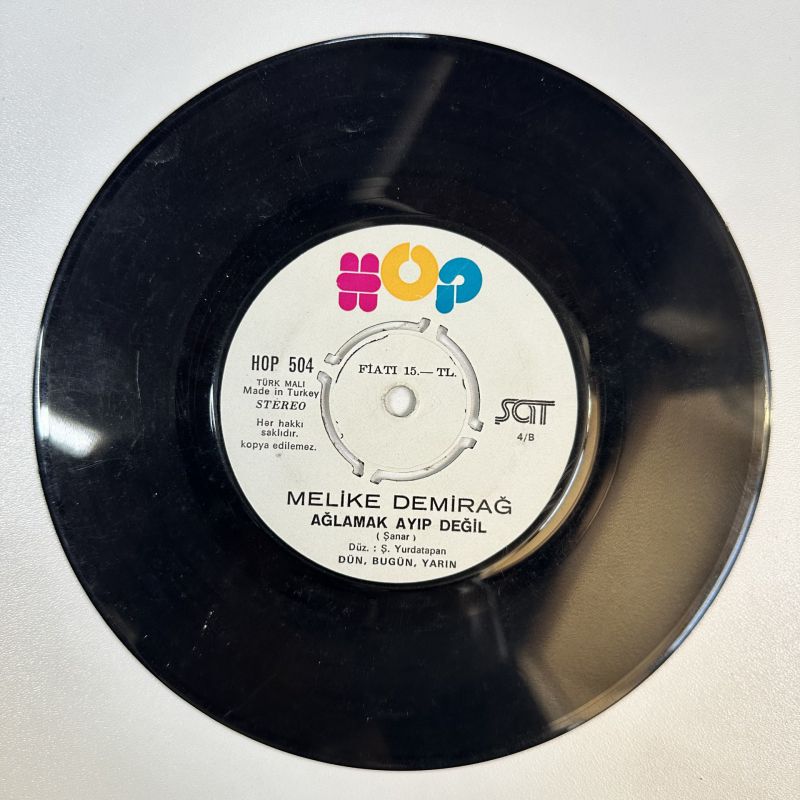 HOP
HOP 504
TÜRK MALI
Made in Turkey
STEREO
Her hakkı
saklıdır.
kopya edilemez.
FİATI 15.— TL.
ŞAT
4/B
MELİKE DEMİRAĞ
AĞLAMAK AYIP DEĞİL
( Şanar )
Düz. : Ş. Yurdatapan
DÜN, BUGÜN, YARIN